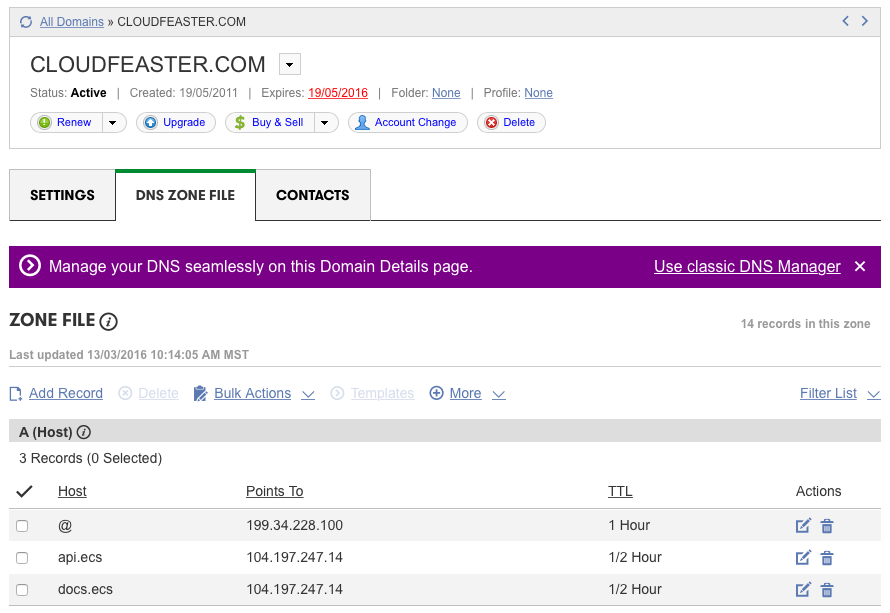 All Domains » CLOUDFEASTER.COM
CLOUDFEASTER.COM
Status: Active | Created: 19/05/2011 | Expires: 19/05/2016 | Folder: None | Profile: None
Renew Upgrade Buy & Sell Account Change Delete
SETTINGS DNS ZONE FILE CONTACTS
Manage your DNS seamlessly on this Domain Details page. Use classic DNS Manager
ZONE FILE
14 records in this zone
Last updated 13/03/2016 10:14:05 AM MST
Add Record Delete Bulk Actions Templates More Filter List
A (Host)
3 Records (0 Selected)
Host Points To TTL Actions
@ 199.34.228.100 1 Hour
api.ecs 104.197.247.14 1/2 Hour
docs.ecs 104.197.247.14 1/2 Hour